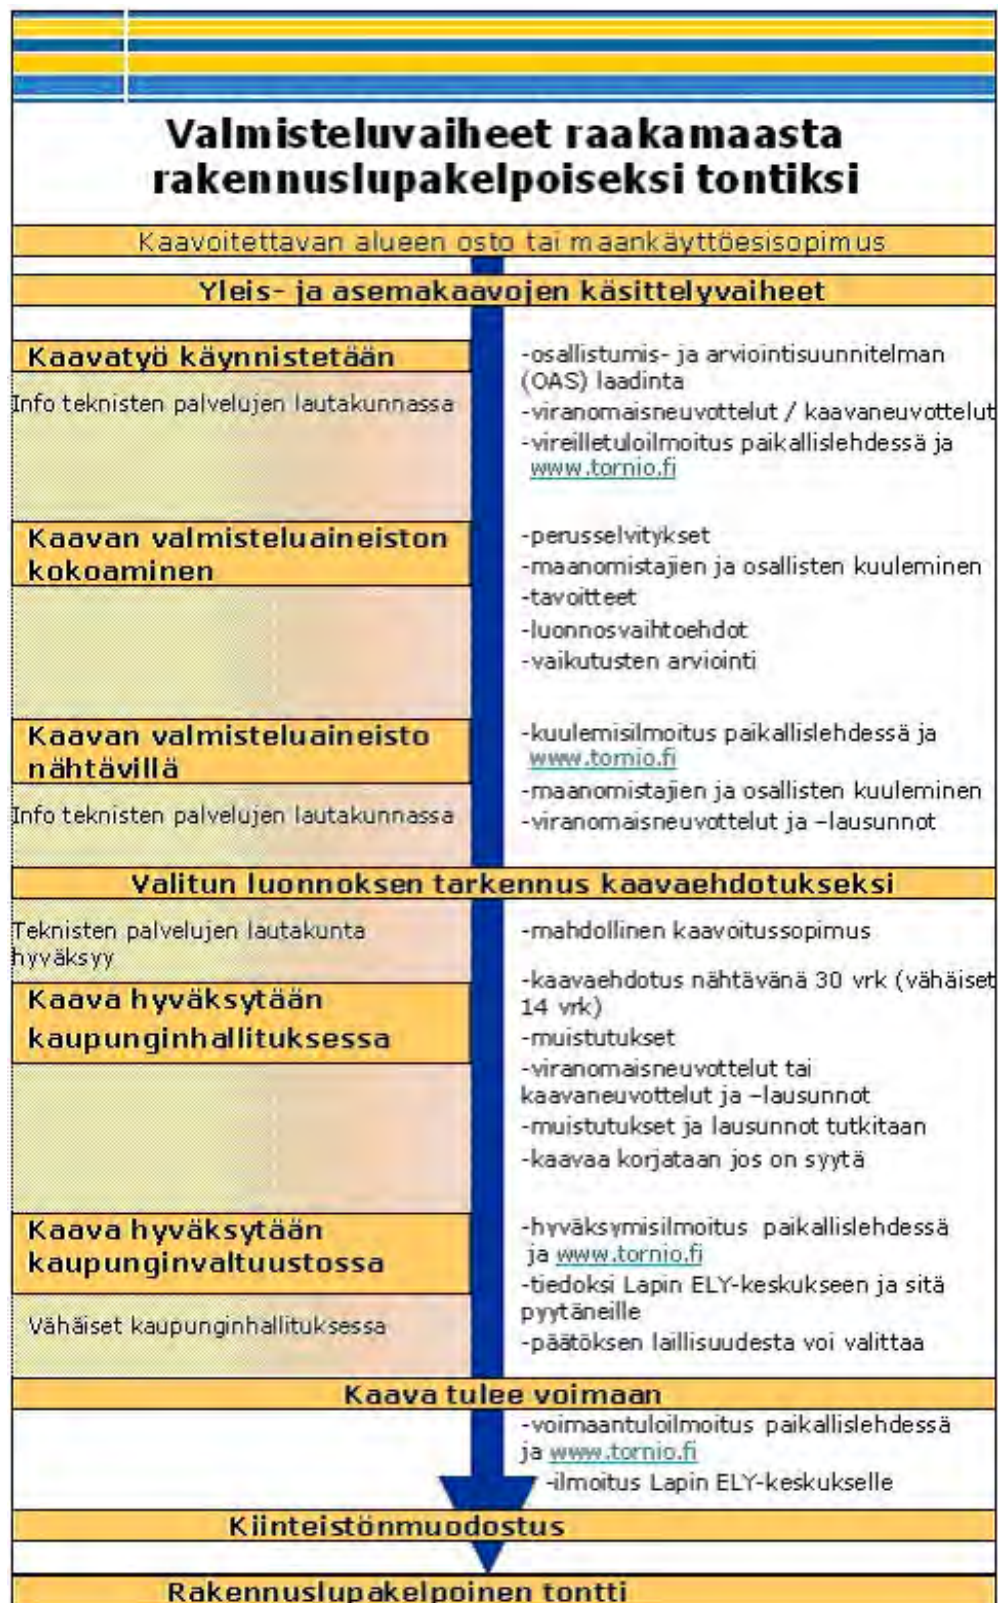 Valmisteluvaiheet raakamaasta
rakennuslupakelpoiseksi tontiksi
Kaavoitettavan alueen osto tai maankäyttöesisopimus
Yleis- ja asemakaavojen käsittelyvaiheet
Kaavatyö käynnistetään
Info teknisten palvelujen lautakunnassa
-osallistumis- ja arviointisuunnitelman
(OAS) laadinta
-viranomaisneuvottelut / kaavaneuvottelut
-vireilletuloilmoitus paikallislehdessä ja
www.tornio.fi
Kaavan valmisteluaineiston
kokoaminen
-perusselvitykset
-maanomistajien ja osallisten kuuleminen
-tavoitteet
-luonnosvaihtoehdot
-vaikutusten arviointi
Kaavan valmisteluaineisto
nähtävillä
Info teknisten palvelujen lautakunnassa
-kuulemisilmoitus paikallislehdessä ja
www.tornio.fi
-maanomistajien ja osallisten kuuleminen
-viranomaisneuvottelut ja –lausunnot
Valitun luonnoksen tarkennus kaavaehdotukseksi
Teknisten palvelujen lautakunta
hyväksyy
Kaava hyväksytään
kaupunginhallituksessa
-mahdollinen kaavoitussopimus
-kaavaehdotus nähtävänä 30 vrk (vähäiset
14 vrk)
-muistutukset
-viranomaisneuvottelut tai
kaavaneuvottelut ja –lausunnot
-muistutukset ja lausunnot tutkitaan
-kaavaa korjataan jos on syytä
Kaava hyväksytään
kaupunginvaltuustossa
Vähäiset kaupunginhallituksessa
-hyväksymisilmoitus paikallislehdessä
ja www.tornio.fi
-tiedoksi Lapin ELY-keskukseen ja sitä
pyytäneille
-päätöksen laillisuudesta voi valittaa
Kaava tulee voimaan
-voimaantuloilmoitus paikallislehdessä
ja www.tornio.fi
-ilmoitus Lapin ELY-keskukselle
Kiinteistönmuodostus
Rakennuslupakelpoinen tontti